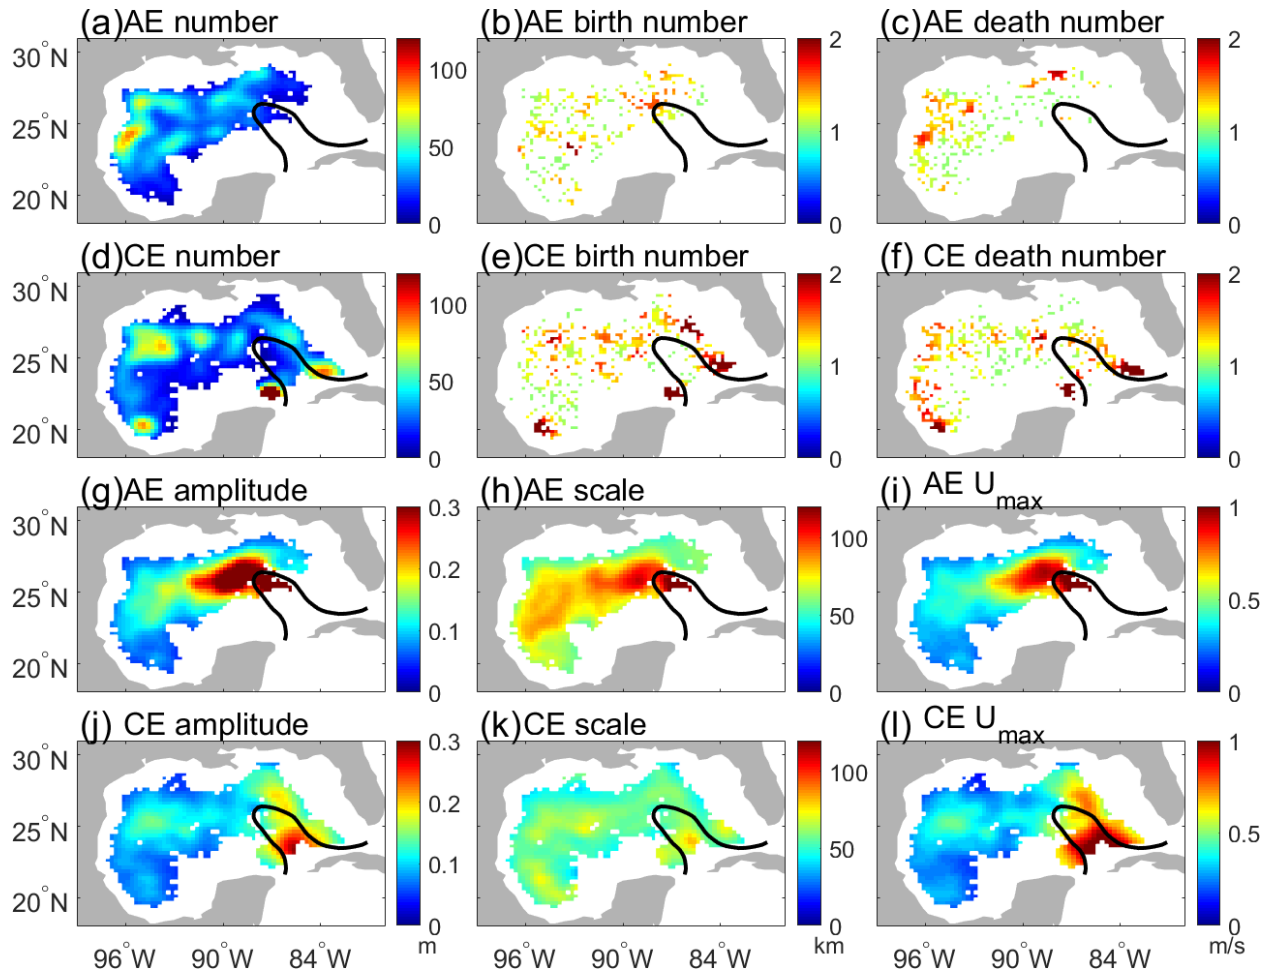 (a)AE number
(b)AE birth number
(c)AE death number
30°N
25°N
20°N
100
50
0
2
1
0
2
1
0
(d)CE number
(e)CE birth number
(f) CE death number
30°N
25°N
20°N
100
50
0
2
1
0
2
1
0
(g)AE amplitude
(h)AE scale
(i) AE Umax
30°N
25°N
20°N
0.3
0.2
0.1
0
100
50
0
1
0.5
0
(j) CE amplitude
(k)CE scale
(l) CE Umax
30°N
25°N
20°N
0.3
0.2
0.1
0
m
100
50
0
km
1
0.5
0
m/s
96°W 90°W 84°W
96°W 90°W 84°W
96°W 90°W 84°W